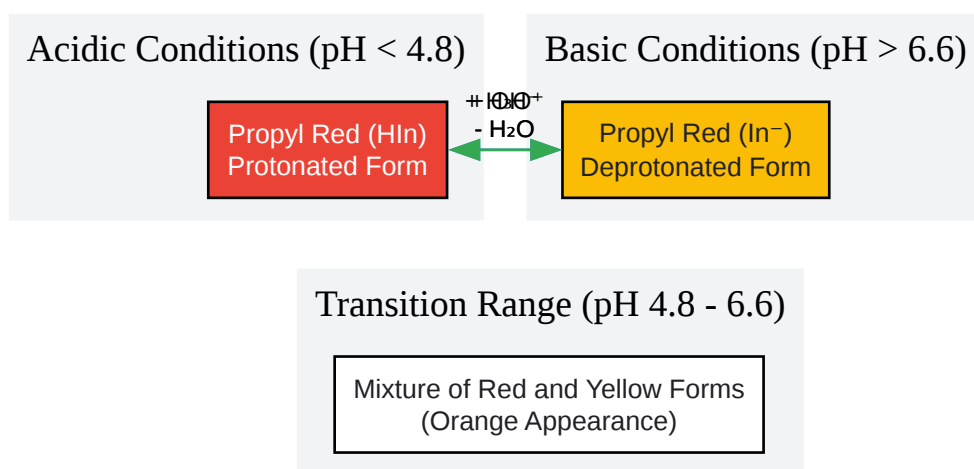 Acidic Conditions (pH < 4.8)
Basic Conditions (pH > 6.6)
- H₂O
Propyl Red (HIn)
Protonated Form
Propyl Red (In⁻)
Deprotonated Form
Transition Range (pH 4.8 - 6.6)
Mixture of Red and Yellow Forms
(Orange Appearance)